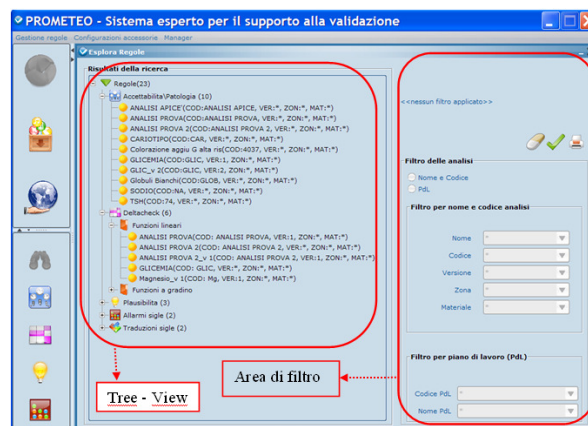 PROMETEO - Sistema esperto per il supporto alla validazione
Gestione regole Configurazioni accessorie Manager
Esplora Regole
Risultati della ricerca
Regole(23)
Accettabilita\Patologia (10)
ANALISI APICE'(COD:ANALISI APICE, VER:*, ZON:*, MAT:*)
ANALISI PROVA(COD:ANALISI PROVA, VER:*, ZON:*, MAT:*)
ANALISI PROVA 2(COD:ANALISI PROVA 2, VER:*, ZON:*, MAT:*)
CARIOTIPO(COD:CAR, VER:*, ZON:*, MAT:*)
Colorazione aggiu G alta ris(COD:4037, VER:*, ZON:*, MAT:*)
GLICEMIA(COD:GLIC, VER:1, ZON:*, MAT:*)
GLIC_v 2(COD:GLIC, VER:2, ZON:*, MAT:*)
Globuli Bianchi(COD:GLOB, VER:*, ZON:*, MAT:*)
SODIO(COD:NA, VER:*, ZON:*, MAT:*)
TSH(COD:74, VER:*, ZON:*, MAT:*)
Deltacheck (6)
Funzioni lineari
ANALISI PROVA(COD: ANALISI PROVA, VER:1, ZON:*, MAT:*)
ANALISI PROVA 2(COD: ANALISI PROVA 2, VER:*, ZON:*, MAT:*)
ANALISI PROVA 2_v 1(COD: ANALISI PROVA 2, VER:1, ZON:*, MAT:*)
GLICEMIA(COD: GLIC, VER:*, ZON:*, MAT:*)
Magnesio_v 1(COD: Mg, VER:1, ZON:*, MAT:*)
Funzioni a gradino
Plausibilita (3)
Allarmi sigle (2)
Traduzioni sigle (2)
Tree - View
Area di filtro
<<nessun filtro applicato>>
Filtro delle analisi
Nome e Codice
PdL
Filtro per nome e codice analisi
Nome *
Codice *
Versione *
Zona *
Materiale *
Filtro per piano di lavoro (PdL)
Codice PdL *
Nome PdL *